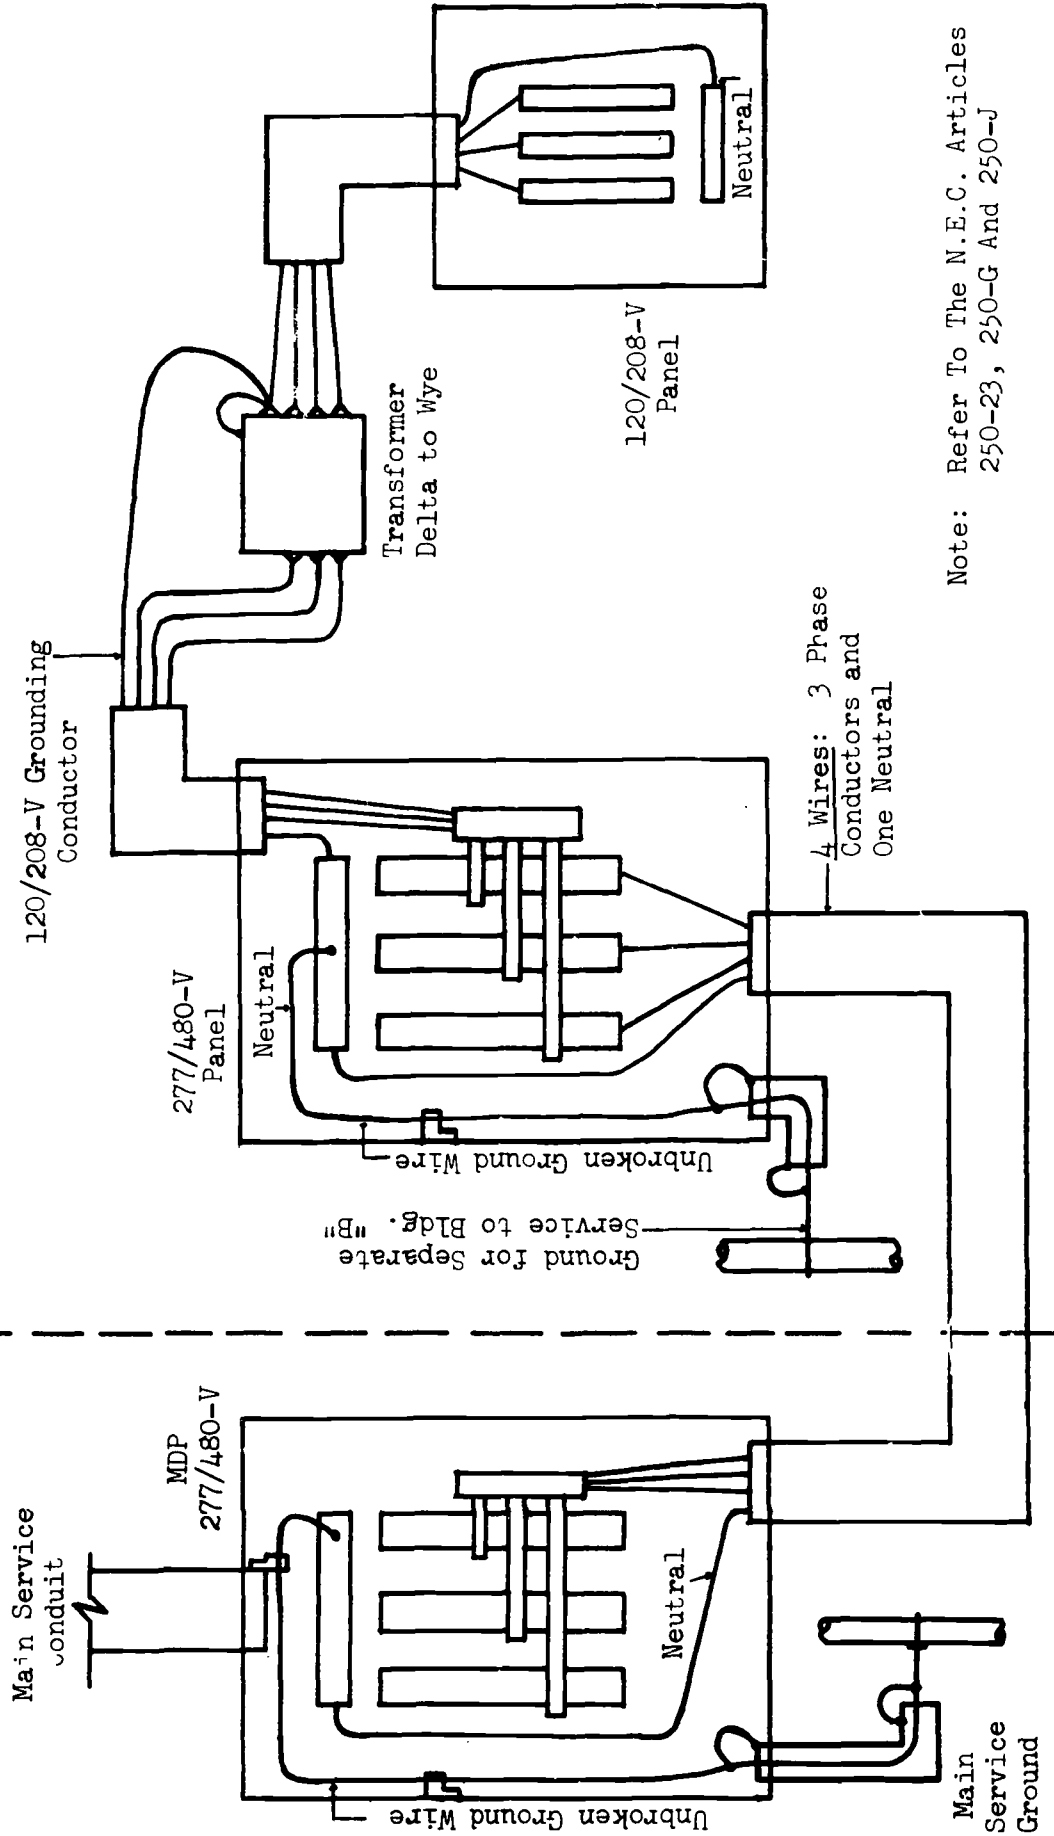 Main Service
Conduit
MDP
277/480-V
Neutral
Unbroken Ground Wire
Main
Service
Ground
120/208-V Grounding
Conductor
277/480-V
Panel
Neutral
Unbroken Ground Wire
Ground for Separate
Service to Bldg. "B"
4 Wires: 3 Phase
Conductors and
One Neutral
Transformer
Delta to Wye
120/208-V
Panel
Neutral
Note: Refer To The N.E.C. Articles
250-23, 250-G And 250-J